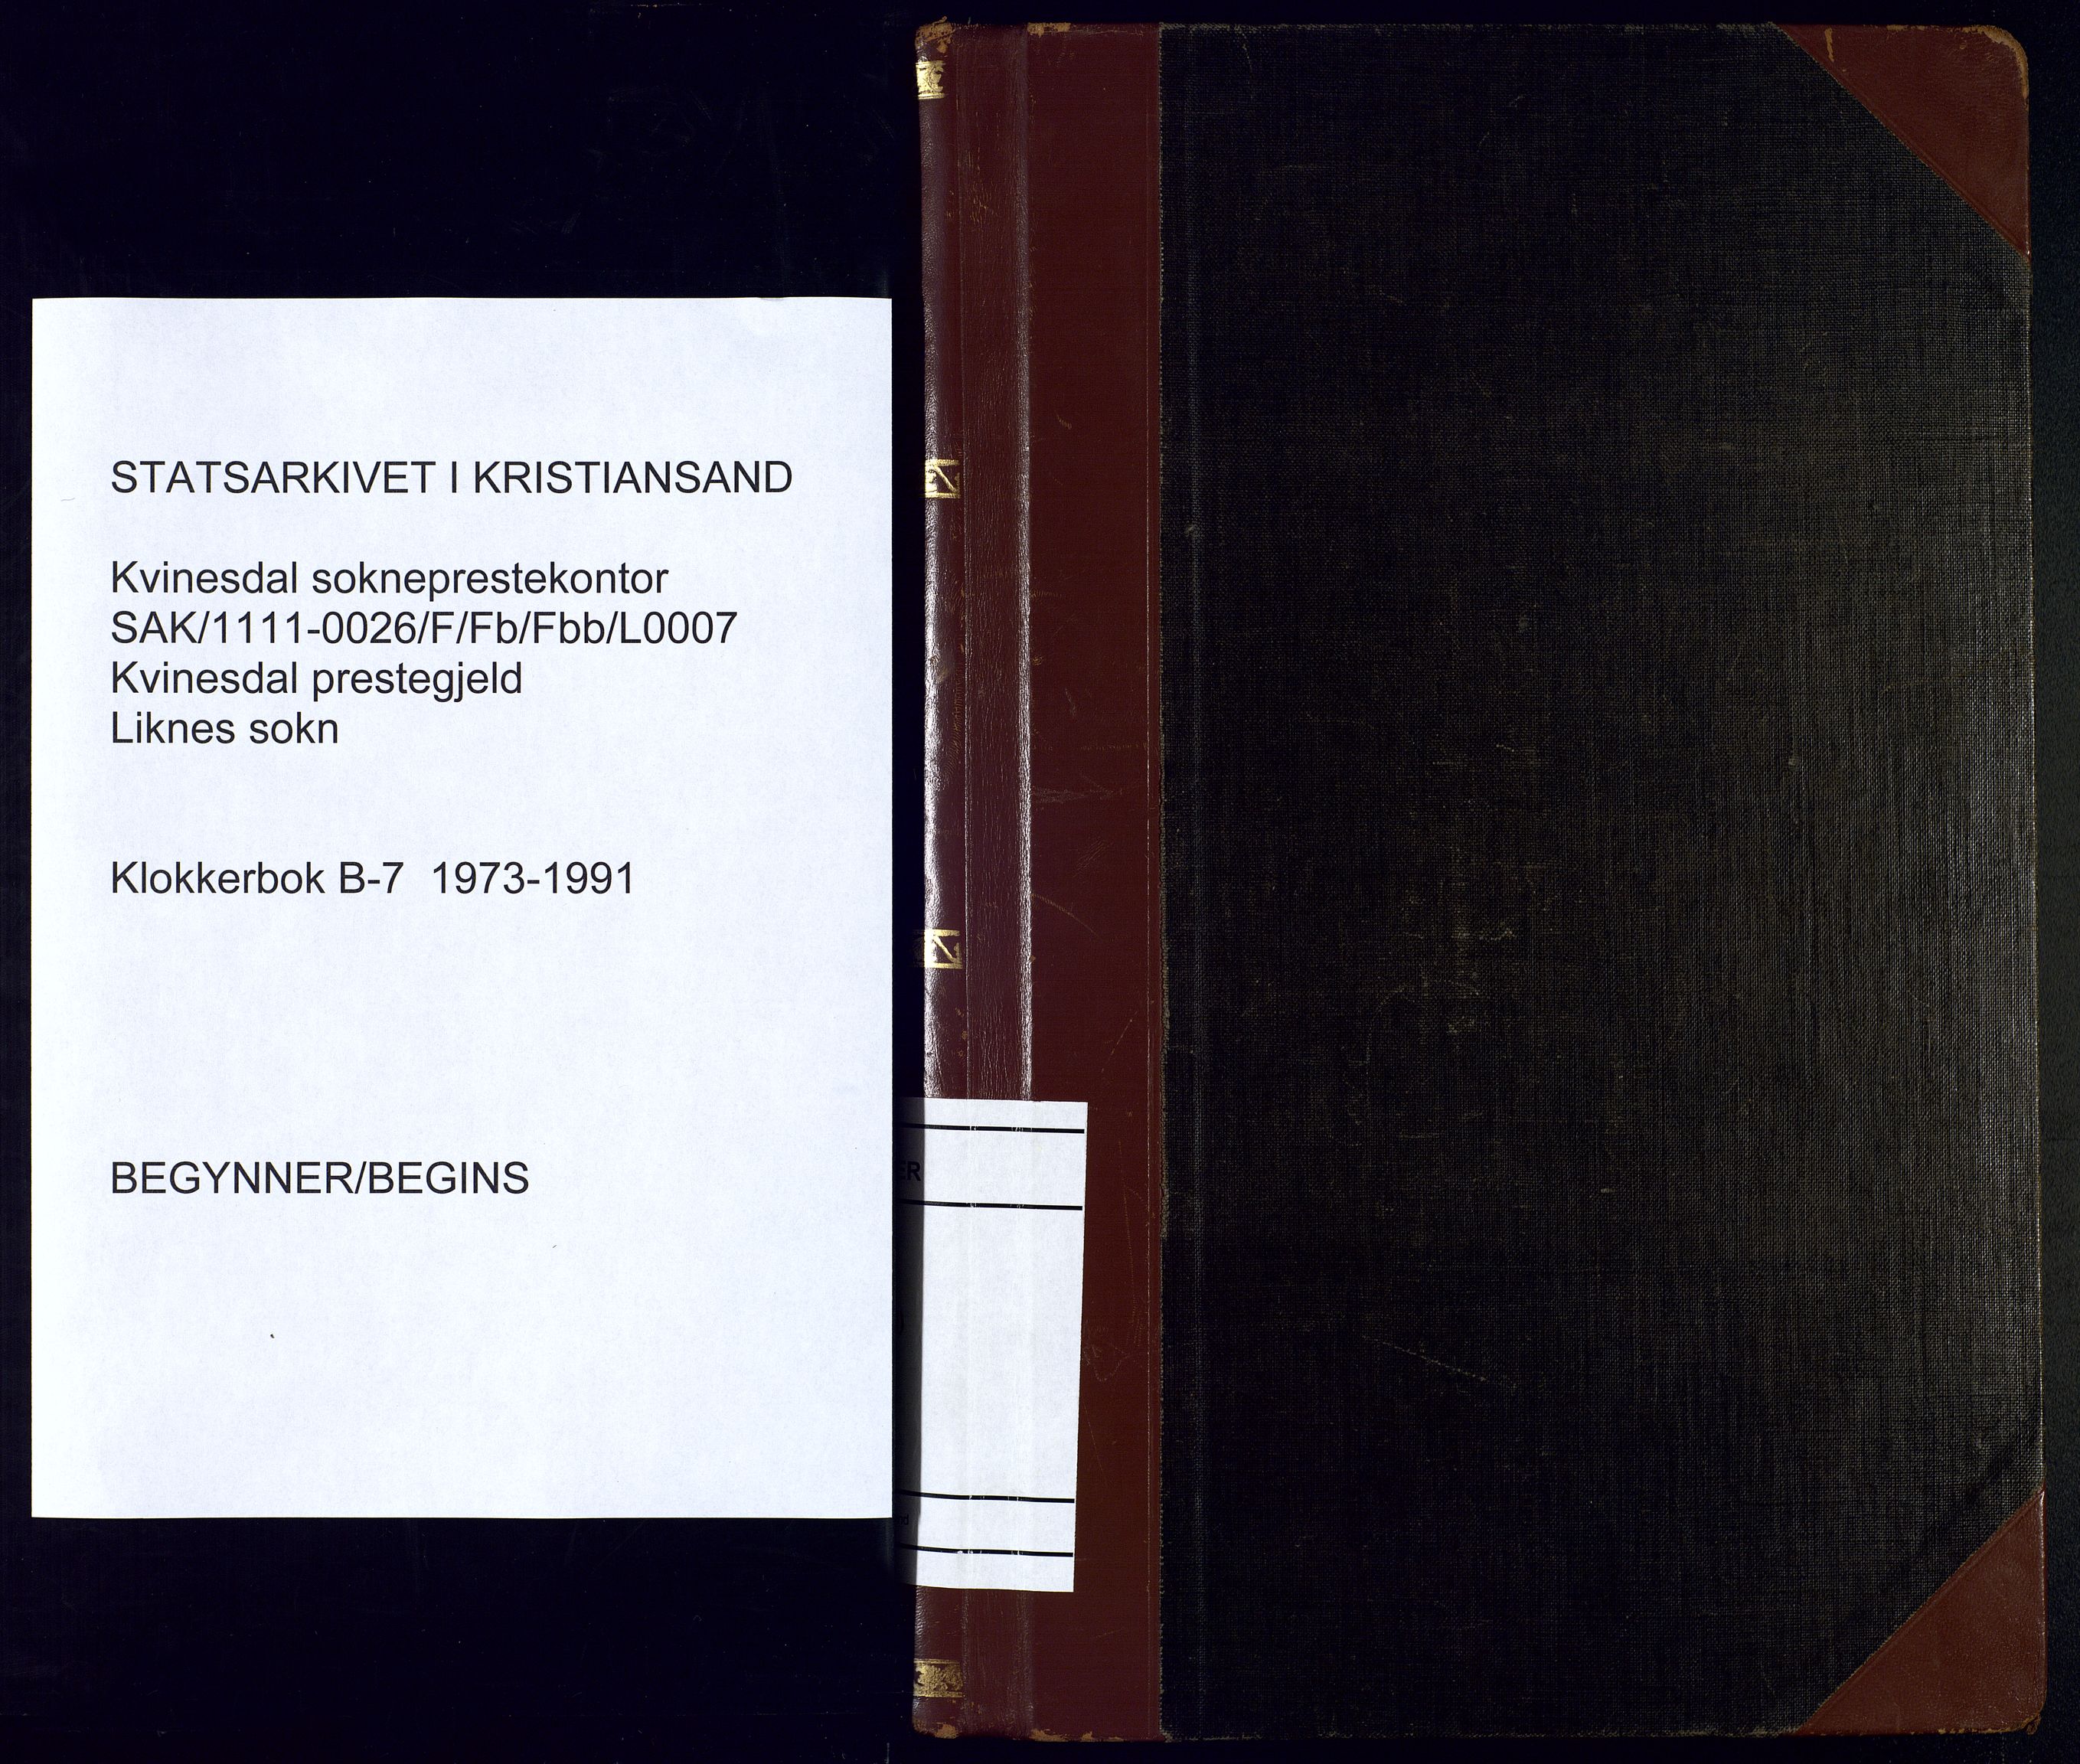 STATSARKIVET I KRISTIANSAND
Kvinesdal sokneprestekontor
SAK/1111-0026/F/Fb/Fbb/L0007
Kvinesdal prestegjeld
Liknes sokn
Klokkerbok B-7 1973-1991
BEGYNNER/BEGINS
ER